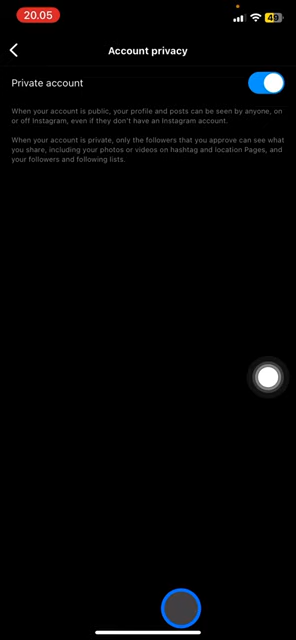 20.05
49
Account privacy
Private account
When your account is public, your profile and posts can be seen by anyone, on
or off Instagram, even if they don't have an Instagram account.
When your account is private, only the followers that you approve can see what
you share, including your photos or videos on hashtag and location Pages, and
your followers and following lists.